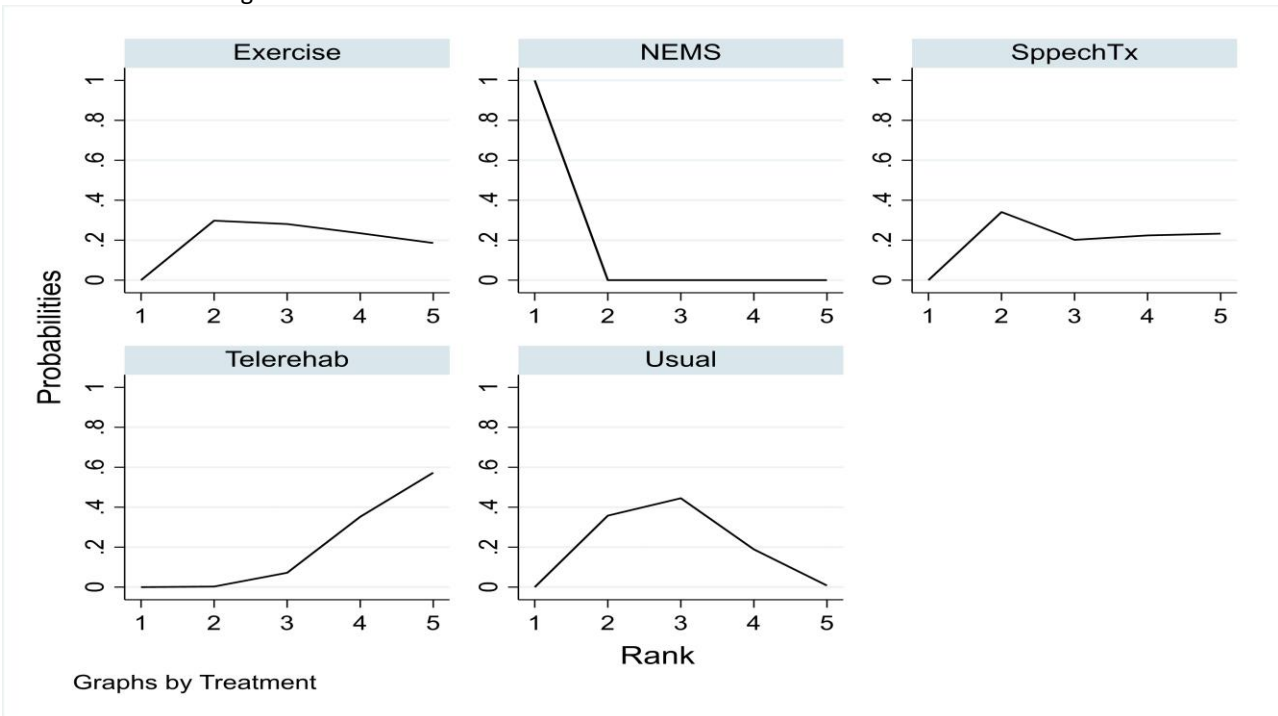 Exercise NEMS SppechTx
0 .2 .4 .6 .8 1
0 .2 .4 .6 .8 1
0 .2 .4 .6 .8 1
1 2 3 4 5
1 2 3 4 5
1 2 3 4 5
Probabilities
Telerehab Usual
0 .2 .4 .6 .8 1
0 .2 .4 .6 .8 1
1 2 3 4 5
1 2 3 4 5
Rank
Graphs by Treatment